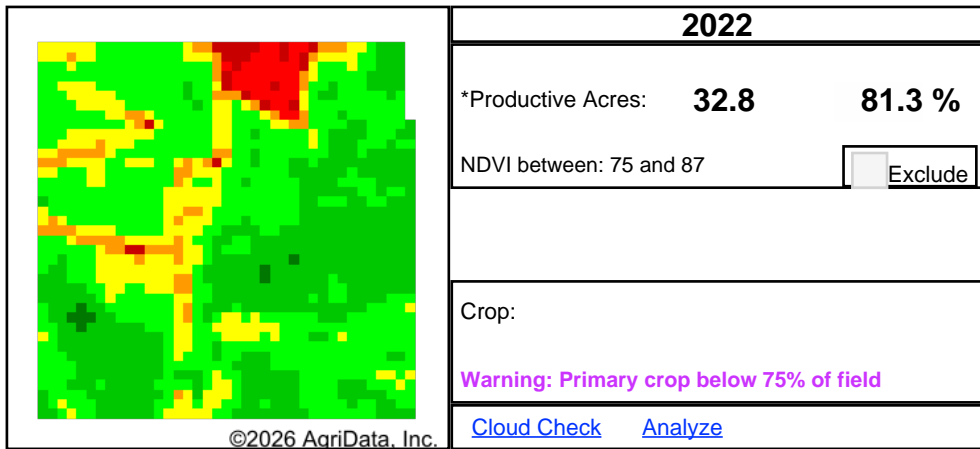 2022
*Productive Acres: 32.8 81.3 %
NDVI between: 75 and 87
Exclude
Crop:
Warning: Primary crop below 75% of field
Cloud Check Analyze
©2026 AgriData, Inc.